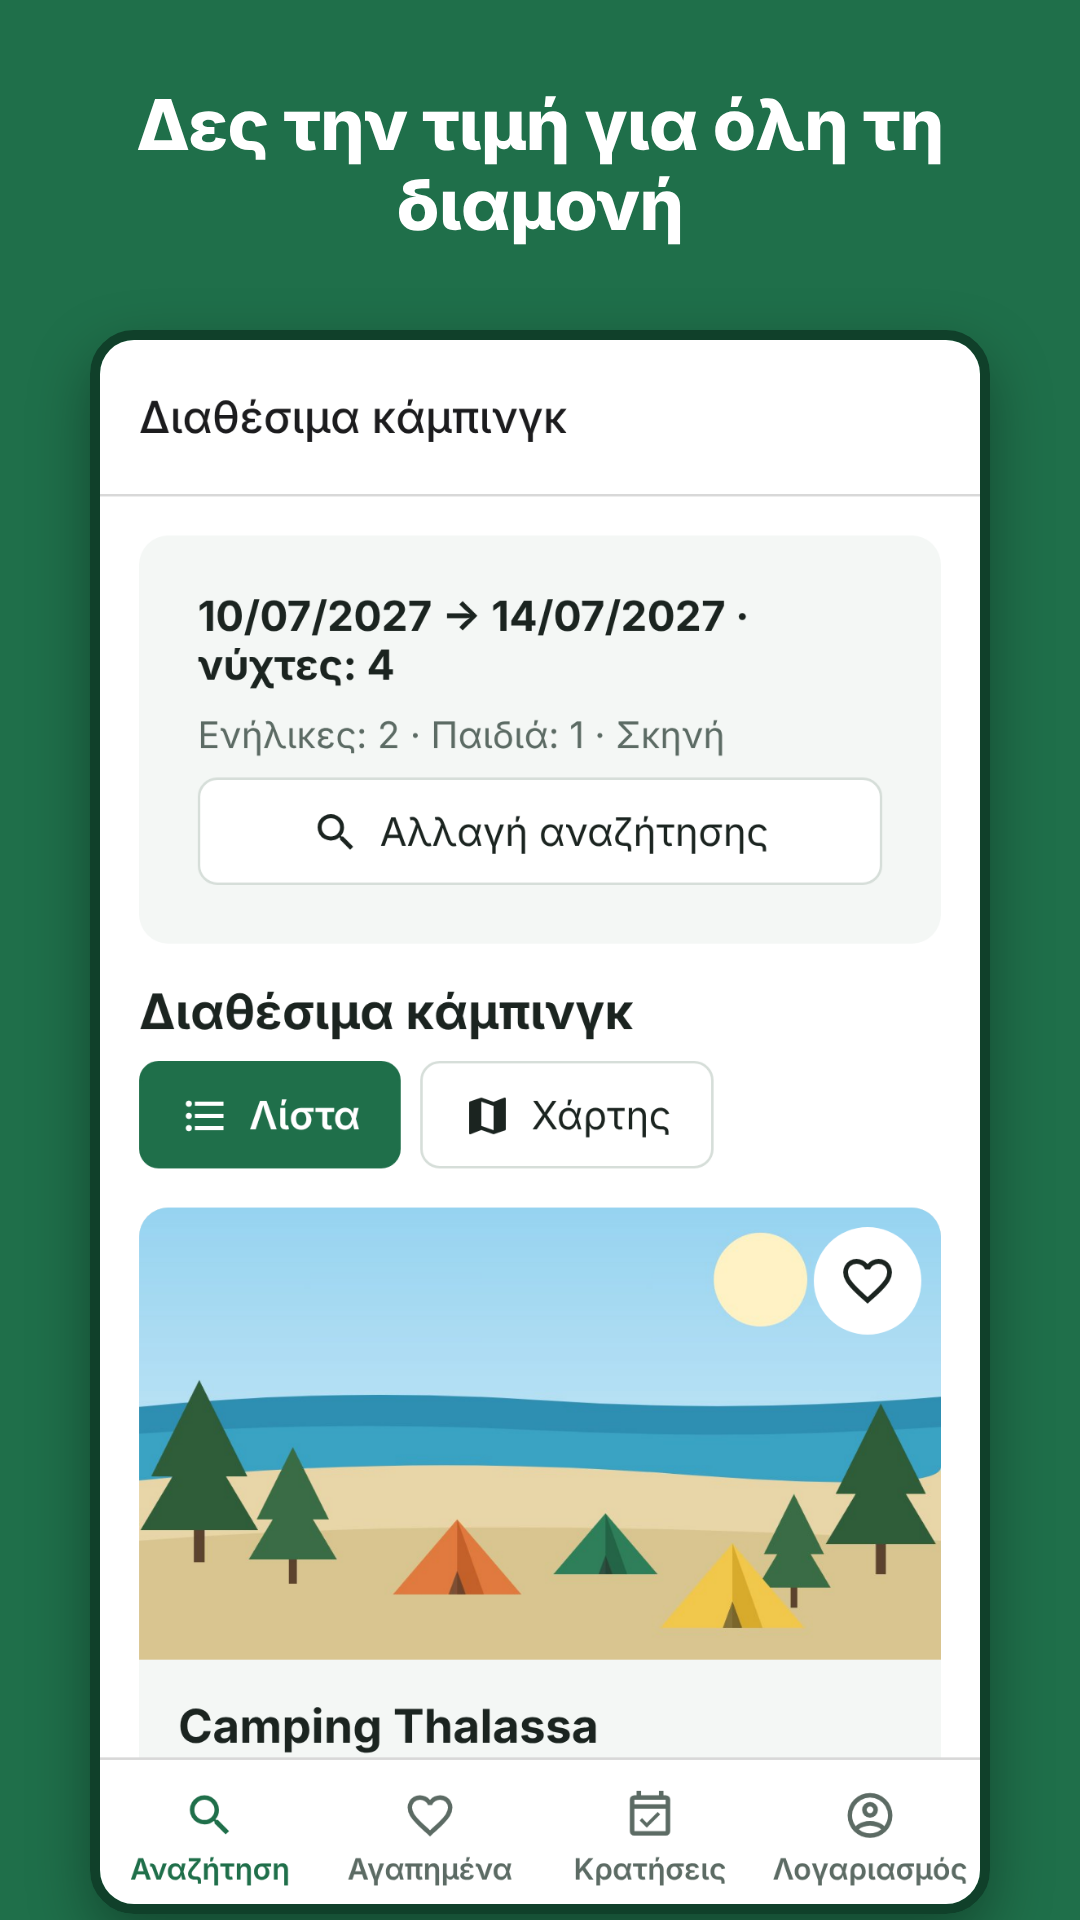 Δες την τιμή για όλη τη
διαμονή
Διαθέσιμα κάμπινγκ
10/07/2027 → 14/07/2027 ·
νύχτες: 4
Ενήλικες: 2 · Παιδιά: 1 · Σκηνή
Αλλαγή αναζήτησης
Διαθέσιμα κάμπινγκ
Λίστα
Χάρτης
Camping Thalassa
Αναζήτηση
Αγαπημένα
Κρατήσεις
Λογαριασμός